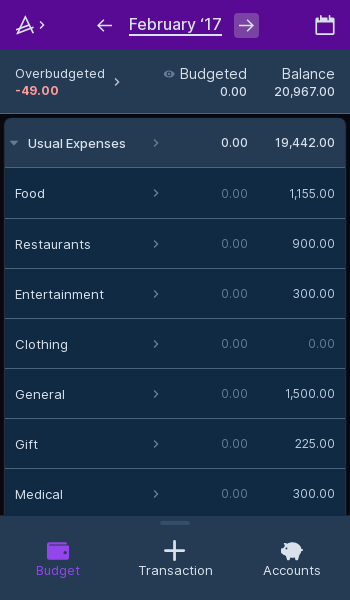 February ‘17
Overbudgeted Budgeted Balance
-49.00 0.00 20,967.00
Usual Expenses 0.00 19,442.00
Food 0.00 1,155.00
Restaurants 0.00 900.00
Entertainment 0.00 300.00
Clothing 0.00 0.00
General 0.00 1,500.00
Gift 0.00 225.00
Medical 0.00 300.00
Budget Transaction Accounts